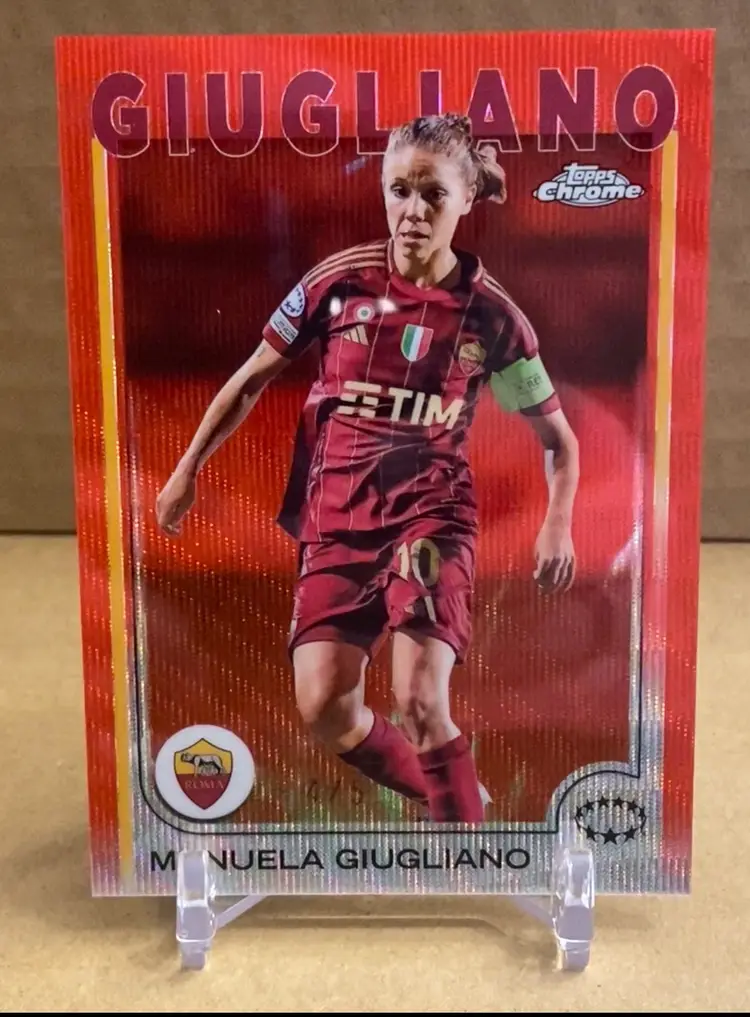 GIUGLIANO
Topps
Chrome
TIM
10
ROMA
MANUELA GIUGLIANO